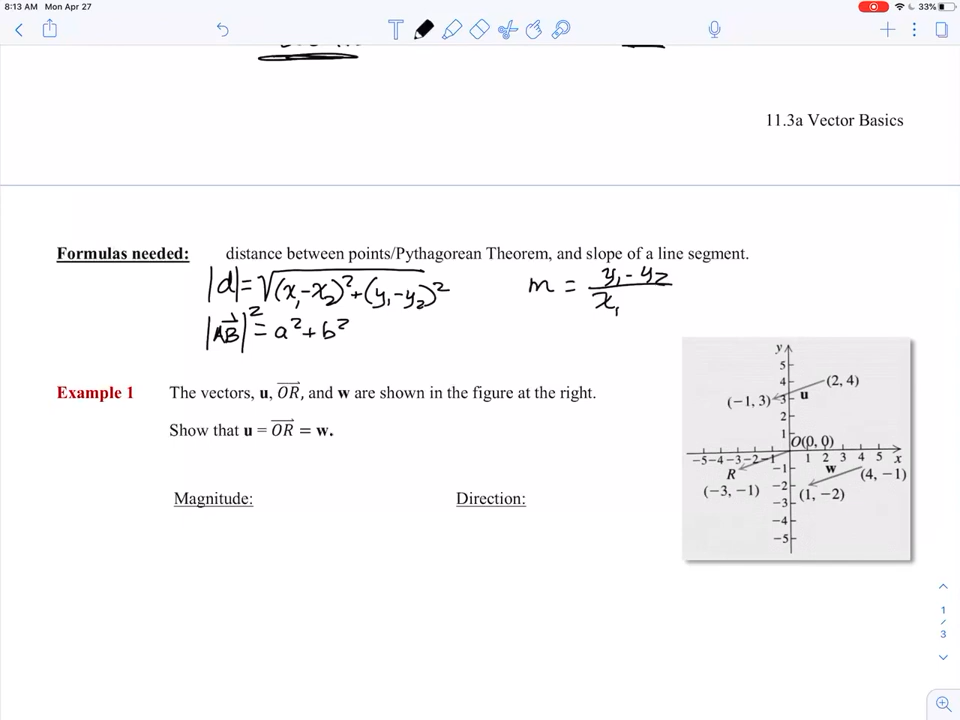 8:13 AM Mon Apr 27
33%
T
11.3a Vector Basics
Formulas needed: distance between points/Pythagorean Theorem, and slope of a line segment.
|d| = √(x₁-x₂)²+(y₁-y₂)²
m = y₁-y₂ / x₁
|AB|² = a²+b²
Example 1 The vectors, u, OR, and w are shown in the figure at the right.
Show that u = OR = w.
Magnitude: Direction:
y
5
4 (2, 4)
(−1, 3) 3 u
2
1 O(0, 0)
−5 −4 −3 −2 −1 1 2 3 4 5 x
R −1 w (4, −1)
(−3, −1) −2 (1, −2)
−3
−4
−5
1
/
3